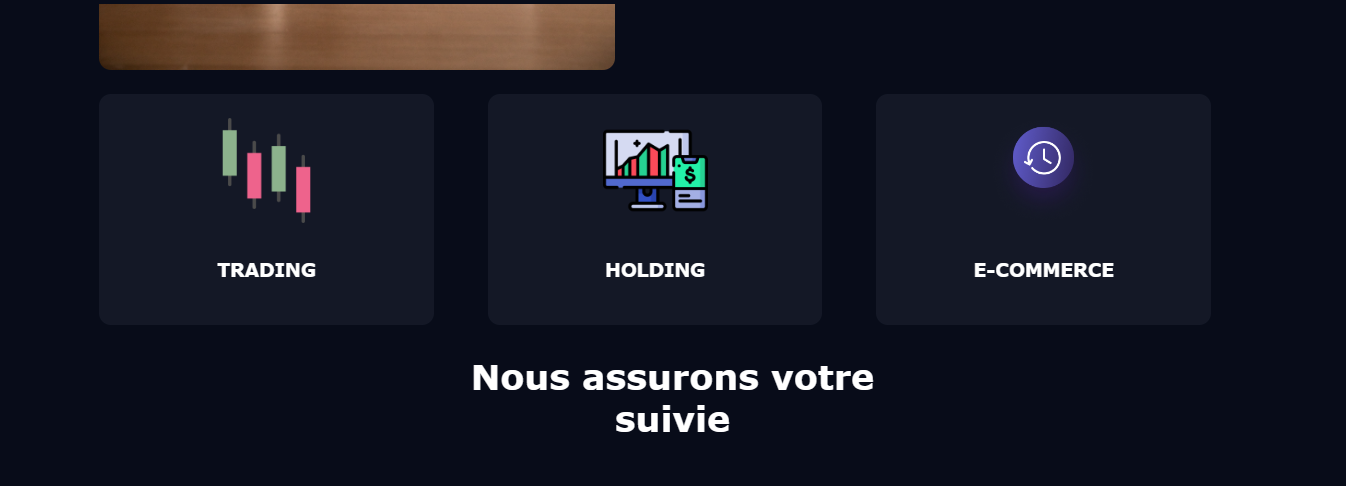 TRADING
HOLDING
E-COMMERCE
Nous assurons votre
suivie